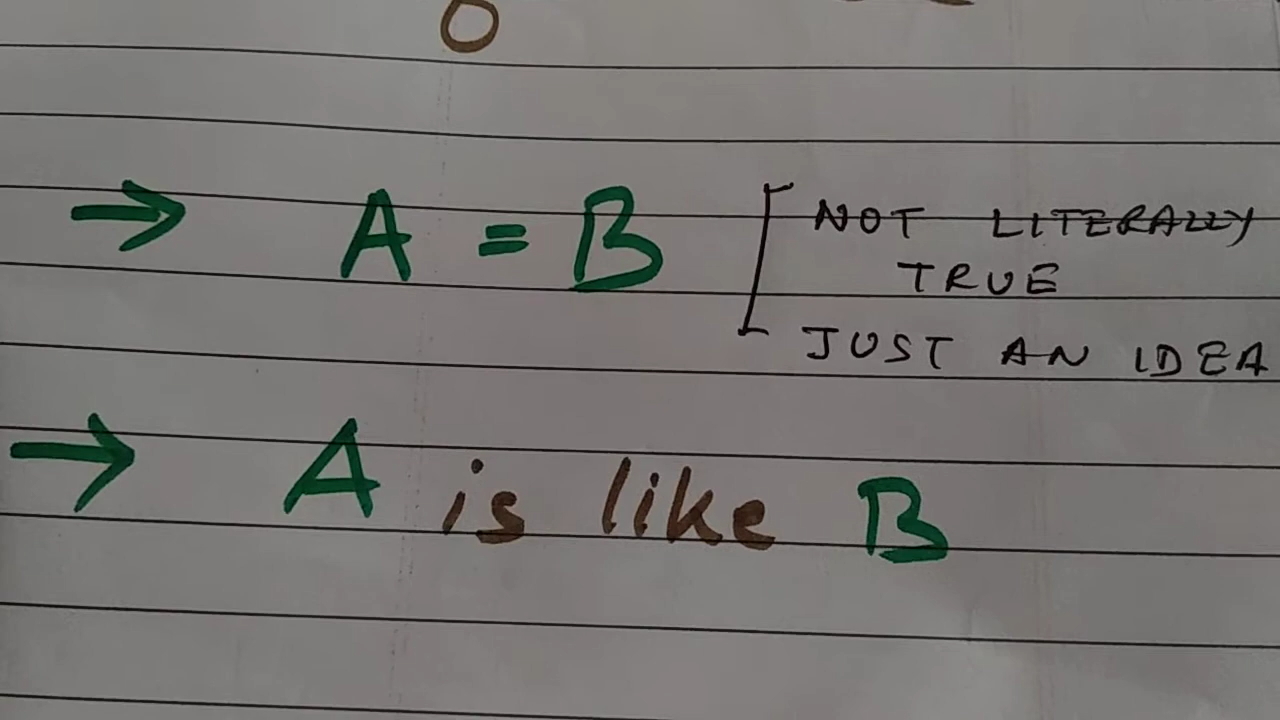 → A = B [ NOT LITERALLY
TRUE
JUST AN IDEA
→ A is like B